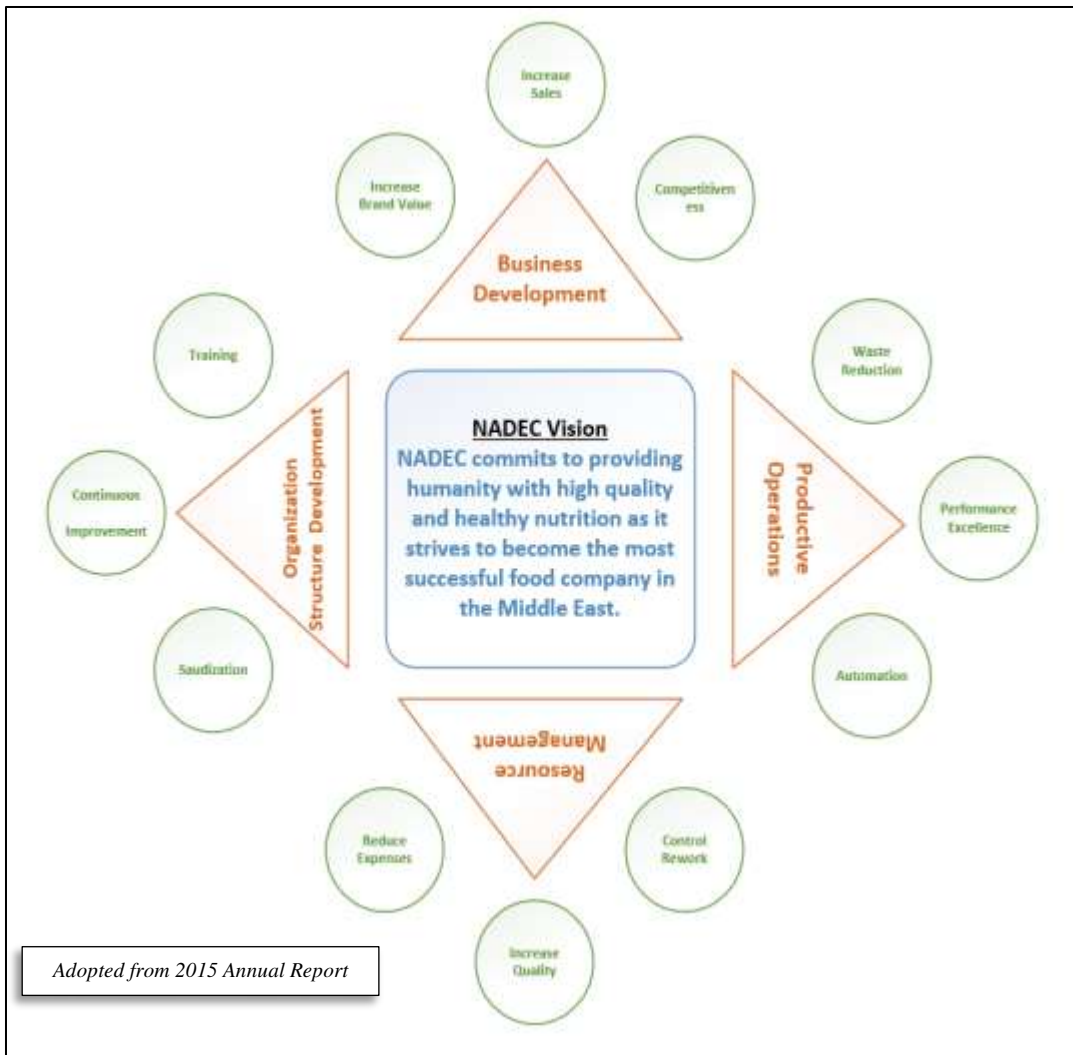 Increase
Sales
Increase
Brand Value
Competitiven
ess
Business
Development
Training
Waste
Reduction
Organization
Structure Development
NADEC Vision
NADEC commits to providing
humanity with high quality
and healthy nutrition as it
strives to become the most
successful food company in
the Middle East.
Productive
Operations
Continuous
Improvement
Performance
Excellence
Saudization
Automation
Resource
Management
Reduce
Expenses
Control
Rework
Increase
Quality
Adopted from 2015 Annual Report